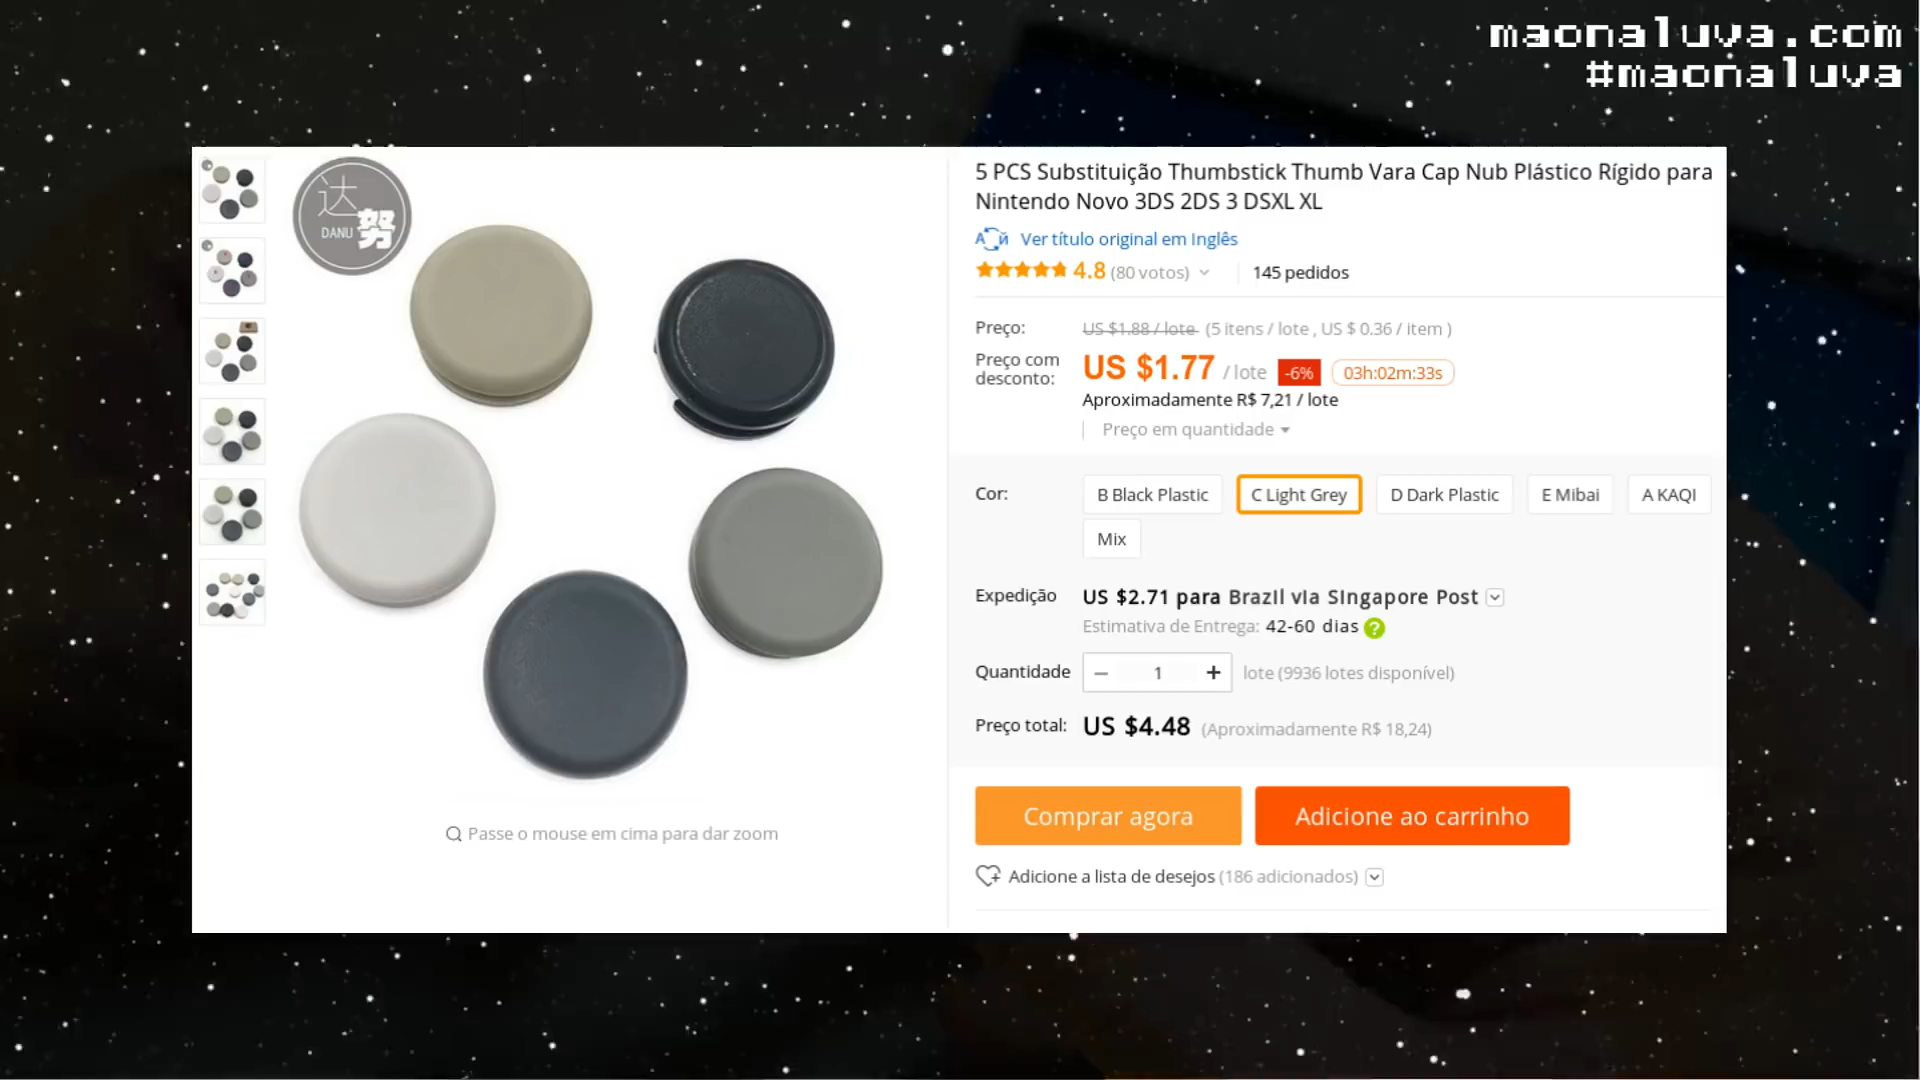 maonaluva.com
#maonaluva
达
DANU 努
5 PCS Substituição Thumbstick Thumb Vara Cap Nub Plástico Rígido para
Nintendo Novo 3DS 2DS 3 DSXL XL
Ver título original em Inglês
4.8 (80 votos) 145 pedidos
Preço: US $1.88 / lote (5 itens / lote , US $ 0.36 / item )
Preço com
desconto: US $1.77 / lote -6% 03h:02m:33s
Aproximadamente R$ 7,21 / lote
Preço em quantidade
Cor: B Black Plastic C Light Grey D Dark Plastic E Mibai A KAQI
Mix
Expedição US $2.71 para Brazil via Singapore Post
Estimativa de Entrega: 42-60 dias ?
Quantidade − 1 + lote (9936 lotes disponível)
Preço total: US $4.48 (Aproximadamente R$ 18,24)
Comprar agora Adicione ao carrinho
Passe o mouse em cima para dar zoom
Adicione a lista de desejos (186 adicionados)